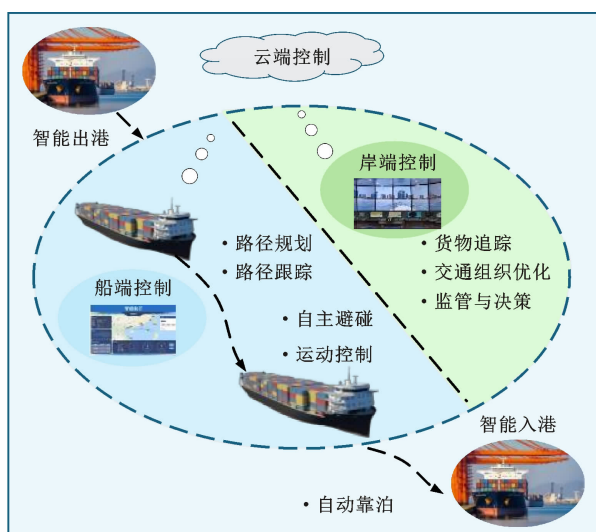 云端控制
智能出港
岸端控制
• 路径规划
• 路径跟踪
• 货物追踪
• 交通组织优化
• 监管与决策
船端控制
• 自主避碰
• 运动控制
智能入港
• 自动靠泊